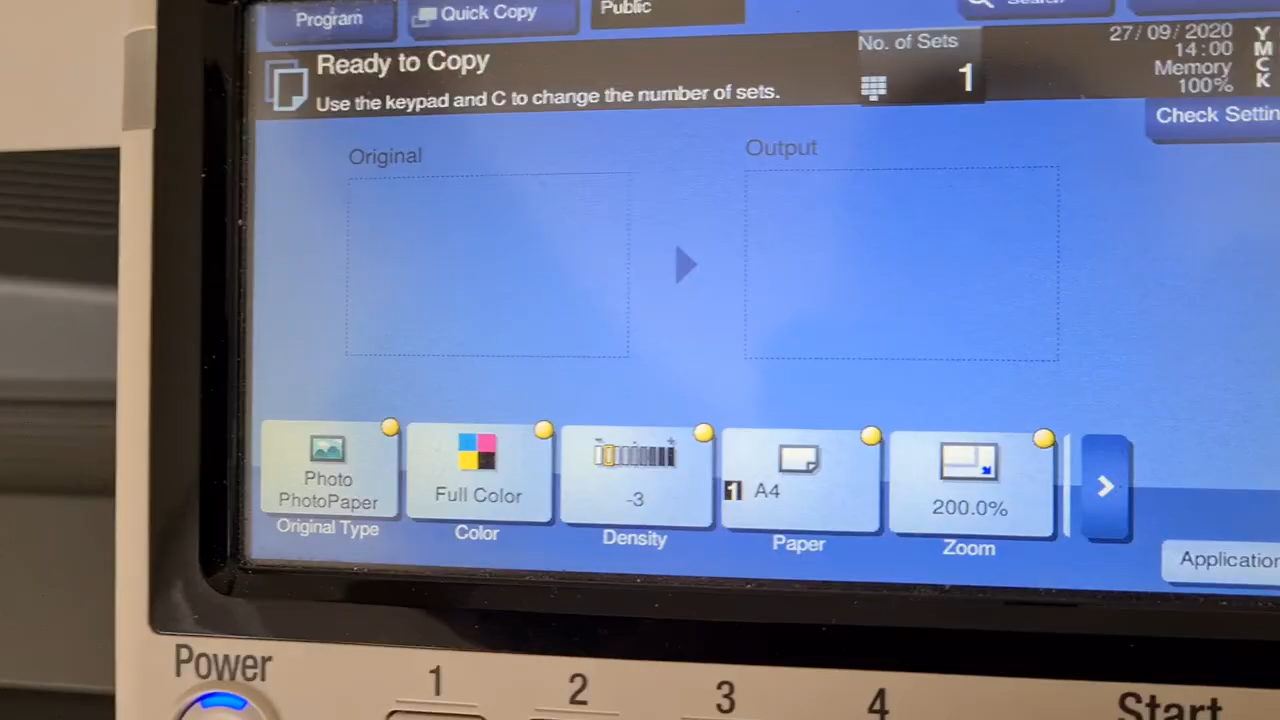 Program
Quick Copy
Public
Ready to Copy
Use the keypad and C to change the number of sets.
No. of Sets
1
27/09/2020
14:00
Memory
100%
Y
M
C
K
Check Settin
Original
Output
Photo
PhotoPaper
Original Type
Full Color
Color
- +
-3
Density
1 A4
Paper
200.0%
Zoom
Application
Power
1
2
3
4
Start